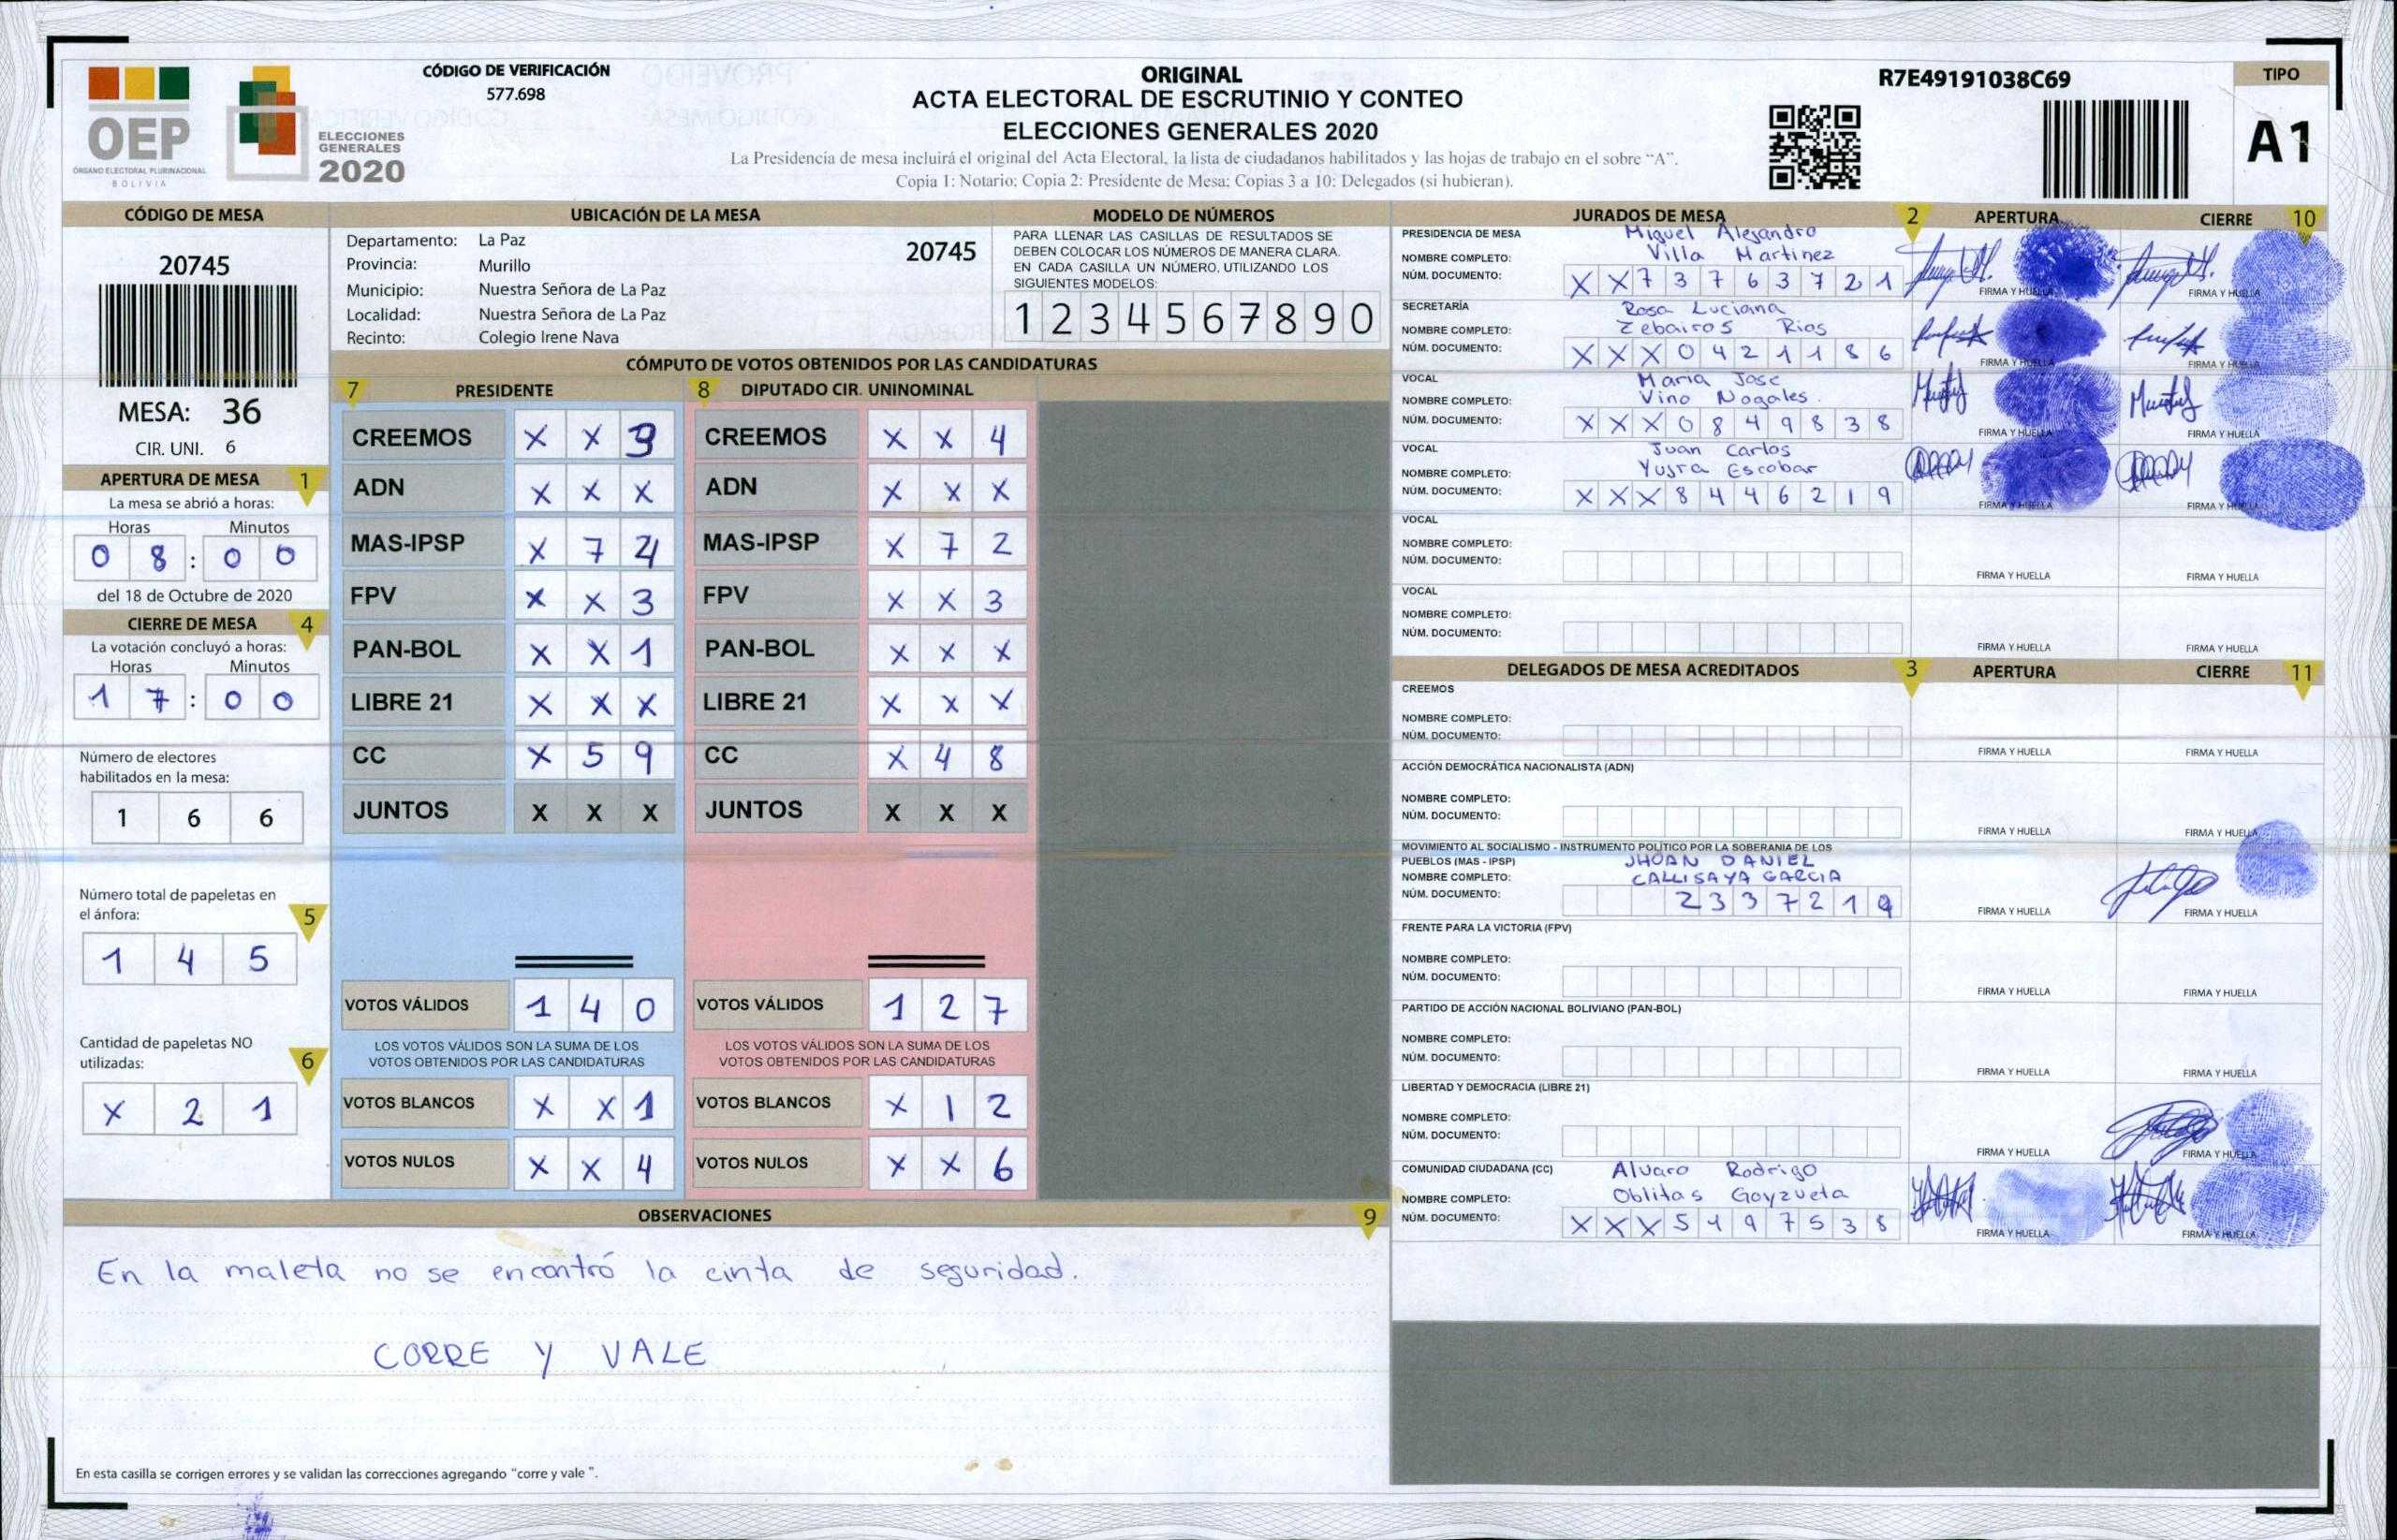 CÓDIGO DE VERIFICACIÓN
577.698
OEP
ÓRGANO ELECTORAL PLURINACIONAL
BOLIVIA
ELECCIONES
GENERALES
2020
ORIGINAL
ACTA ELECTORAL DE ESCRUTINIO Y CONTEO
ELECCIONES GENERALES 2020
La Presidencia de mesa incluirá el original del Acta Electoral, la lista de ciudadanos habilitados y las hojas de trabajo en el sobre “A”.
Copia 1: Notario; Copia 2: Presidente de Mesa; Copias 3 a 10: Delegados (si hubieran).
R7E49191038C69
TIPO
A1
CÓDIGO DE MESA
20745
MESA: 36
CIR. UNI. 6
APERTURA DE MESA 1
La mesa se abrió a horas:
Horas Minutos
0 8 : 0 0
del 18 de Octubre de 2020
CIERRE DE MESA 4
La votación concluyó a horas:
Horas Minutos
1 7 : 0 0
Número de electores
habilitados en la mesa:
1 6 6
Número total de papeletas en
el ánfora: 5
1 4 5
Cantidad de papeletas NO
utilizadas: 6
X 2 1
UBICACIÓN DE LA MESA
Departamento: La Paz 20745
Provincia: Murillo
Municipio: Nuestra Señora de La Paz
Localidad: Nuestra Señora de La Paz
Recinto: Colegio Irene Nava
MODELO DE NÚMEROS
PARA LLENAR LAS CASILLAS DE RESULTADOS SE
DEBEN COLOCAR LOS NÚMEROS DE MANERA CLARA.
EN CADA CASILLA UN NÚMERO, UTILIZANDO LOS
SIGUIENTES MODELOS:
1 2 3 4 5 6 7 8 9 0
CÓMPUTO DE VOTOS OBTENIDOS POR LAS CANDIDATURAS
7 PRESIDENTE 8 DIPUTADO CIR. UNINOMINAL
CREEMOS X X 3 CREEMOS X X 4
ADN X X X ADN X X X
MAS-IPSP X 7 4 MAS-IPSP X 7 2
FPV X X 3 FPV X X 3
PAN-BOL X X 1 PAN-BOL X X X
LIBRE 21 X X X LIBRE 21 X X X
CC X 5 9 CC X 4 8
JUNTOS X X X JUNTOS X X X
VOTOS VÁLIDOS 1 4 0 VOTOS VÁLIDOS 1 2 7
LOS VOTOS VÁLIDOS SON LA SUMA DE LOS LOS VOTOS VÁLIDOS SON LA SUMA DE LOS
VOTOS OBTENIDOS POR LAS CANDIDATURAS VOTOS OBTENIDOS POR LAS CANDIDATURAS
VOTOS BLANCOS X X 1 VOTOS BLANCOS X 1 2
VOTOS NULOS X X 4 VOTOS NULOS X X 6
OBSERVACIONES 9
En la maleta no se encontró la cinta de seguridad.
CORRE Y VALE
En esta casilla se corrigen errores y se validan las correcciones agregando “corre y vale”.
JURADOS DE MESA 2 APERTURA CIERRE 10
PRESIDENCIA DE MESA Miguel Alejandro
NOMBRE COMPLETO: Villa Martinez
NÚM. DOCUMENTO: X X 7 3 7 6 3 7 2 1 FIRMA Y HUELLA FIRMA Y HUELLA
SECRETARÍA Rosa Luciana
NOMBRE COMPLETO: Zebairos Rios
NÚM. DOCUMENTO: X X X 0 4 2 1 1 8 6 FIRMA Y HUELLA FIRMA Y HUELLA
VOCAL Maria Jose
NOMBRE COMPLETO: Vino Nogales
NÚM. DOCUMENTO: X X X 0 8 4 9 8 3 8 FIRMA Y HUELLA FIRMA Y HUELLA
VOCAL Juan Carlos
NOMBRE COMPLETO: Yujra Escobar
NÚM. DOCUMENTO: X X X 8 4 4 6 2 1 9 FIRMA Y HUELLA FIRMA Y HUELLA
VOCAL
NOMBRE COMPLETO:
NÚM. DOCUMENTO: FIRMA Y HUELLA FIRMA Y HUELLA
VOCAL
NOMBRE COMPLETO:
NÚM. DOCUMENTO: FIRMA Y HUELLA FIRMA Y HUELLA
DELEGADOS DE MESA ACREDITADOS 3 APERTURA CIERRE 11
CREEMOS
NOMBRE COMPLETO:
NÚM. DOCUMENTO: FIRMA Y HUELLA FIRMA Y HUELLA
ACCIÓN DEMOCRÁTICA NACIONALISTA (ADN)
NOMBRE COMPLETO:
NÚM. DOCUMENTO: FIRMA Y HUELLA FIRMA Y HUELLA
MOVIMIENTO AL SOCIALISMO - INSTRUMENTO POLÍTICO POR LA SOBERANIA DE LOS
PUEBLOS (MAS - IPSP) JHOAN DANIEL
NOMBRE COMPLETO: CALLISAYA GARCIA
NÚM. DOCUMENTO: 2 3 3 7 2 1 9 FIRMA Y HUELLA FIRMA Y HUELLA
FRENTE PARA LA VICTORIA (FPV)
NOMBRE COMPLETO:
NÚM. DOCUMENTO: FIRMA Y HUELLA FIRMA Y HUELLA
PARTIDO DE ACCIÓN NACIONAL BOLIVIANO (PAN-BOL)
NOMBRE COMPLETO:
NÚM. DOCUMENTO: FIRMA Y HUELLA FIRMA Y HUELLA
LIBERTAD Y DEMOCRACIA (LIBRE 21)
NOMBRE COMPLETO:
NÚM. DOCUMENTO: FIRMA Y HUELLA FIRMA Y HUELLA
COMUNIDAD CIUDADANA (CC) Alvaro Rodrigo
NOMBRE COMPLETO: Oblitas Goyzueta
NÚM. DOCUMENTO: X X X 5 4 9 7 5 3 8 FIRMA Y HUELLA FIRMA Y HUELLA